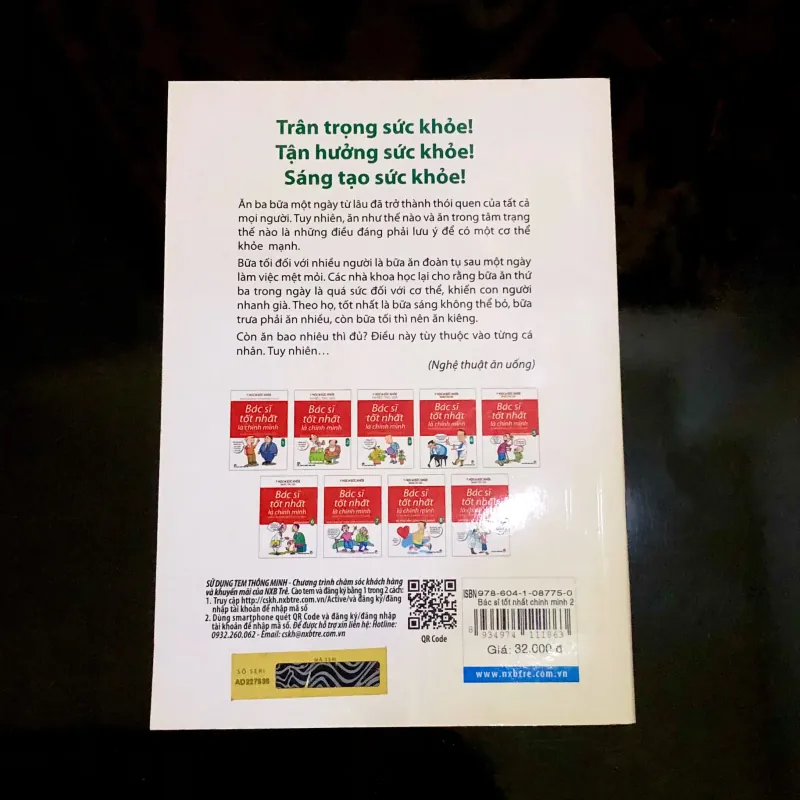 Trân trọng sức khỏe!
Tận hưởng sức khỏe!
Sáng tạo sức khỏe!
Ăn ba bữa một ngày từ lâu đã trở thành thói quen của tất cả
mọi người. Tuy nhiên, ăn như thế nào và ăn trong tâm trạng
thế nào là những điều đáng phải lưu ý để có một cơ thể
khỏe mạnh.
Bữa tối đối với nhiều người là bữa ăn đoàn tụ sau một ngày
làm việc mệt mỏi. Các nhà khoa học lại cho rằng bữa ăn thứ
ba trong ngày là quá sức đối với cơ thể, khiến con người
nhanh già. Theo họ, tốt nhất là bữa sáng không thể bỏ, bữa
trưa phải ăn nhiều, còn bữa tối thì nên ăn kiêng.
Còn ăn bao nhiêu thì đủ? Điều này tùy thuộc vào từng cá
nhân. Tuy nhiên…
(Nghệ thuật ăn uống)
Bác sĩ
tốt nhất
là chính mình
Bác sĩ
tốt nhất
là chính mình
Bác sĩ
tốt nhất
là chính mình
Bác sĩ
tốt nhất
là chính mình
Bác sĩ
tốt nhất
là chính mình
Bác sĩ
tốt nhất
là chính mình
Bác sĩ
tốt nhất
là chính mình
Bác sĩ
tốt nhất
là chính mình
Bác sĩ
tốt nhất
là chính mình
SỬ DỤNG TEM THÔNG MINH - Chương trình chăm sóc khách hàng
và khuyến mãi của NXB Trẻ. Cào tem và đăng ký bằng 1 trong 2 cách:
1. Truy cập http://cskh.nxbtre.com.vn/Active/và đăng ký/đăng
nhập tài khoản để nhập mã số
2. Dùng smartphone quét QR Code và đăng ký/đăng nhập
tài khoản để nhập mã số. Để được hỗ trợ xin liên hệ: Hotline:
0932.260.062 - Email: cskh@nxbtre.com.vn
QR Code
MÃ TEM
SỐ SERI
AD227535
ISBN 978-604-1-08775-0
Bác sĩ tốt nhất chính mình 2
8 934974 111863
Giá: 32.000 đ
www.nxbtre.com.vn